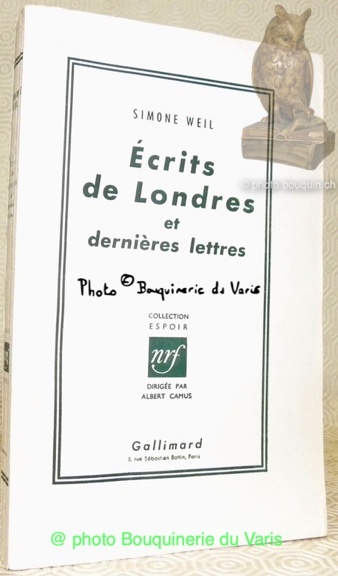 © photo bouquin.ch
SIMONE WEIL
Écrits
de Londres
et
dernières lettres
Photo © Bouquinerie du Varis
COLLECTION
ESPOIR
nrf
DIRIGÉE PAR
ALBERT CAMUS
Gallimard
5, rue Sébastien Bottin, Paris
@ photo Bouquinerie du Varis